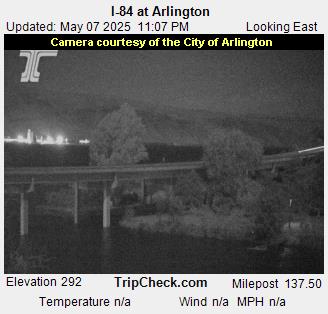 I-84 at Arlington
Updated: May 07 2025 11:07 PM Looking East
Camera courtesy of the City of Arlington
Elevation 292 TripCheck.com Milepost 137.50
Temperature n/a Wind n/a MPH n/a